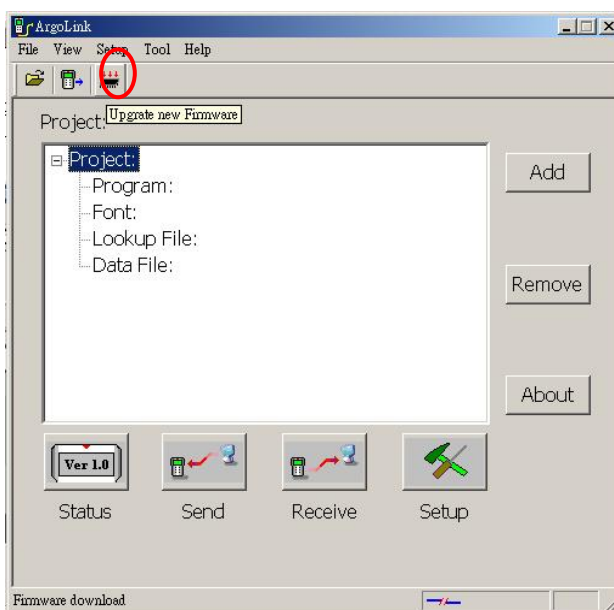 ArgoLink
File View Setup Tool Help
Upgrate new Firmware
Project:
Project:
Program:
Font:
Lookup File:
Data File:
Add
Remove
About
Ver 1.0
Status Send Receive Setup
Firmware download